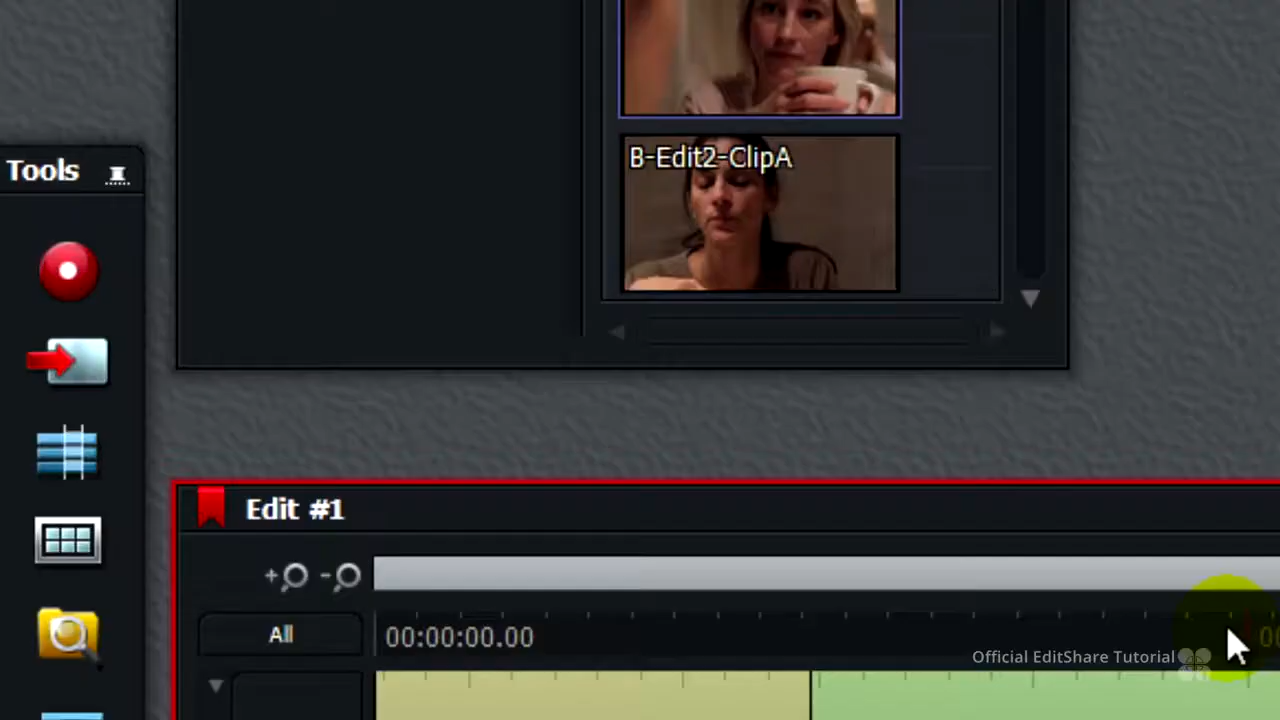 B-Edit2-ClipA
Tools
Edit #1
All
00:00:00.00
Official EditShare Tutorial